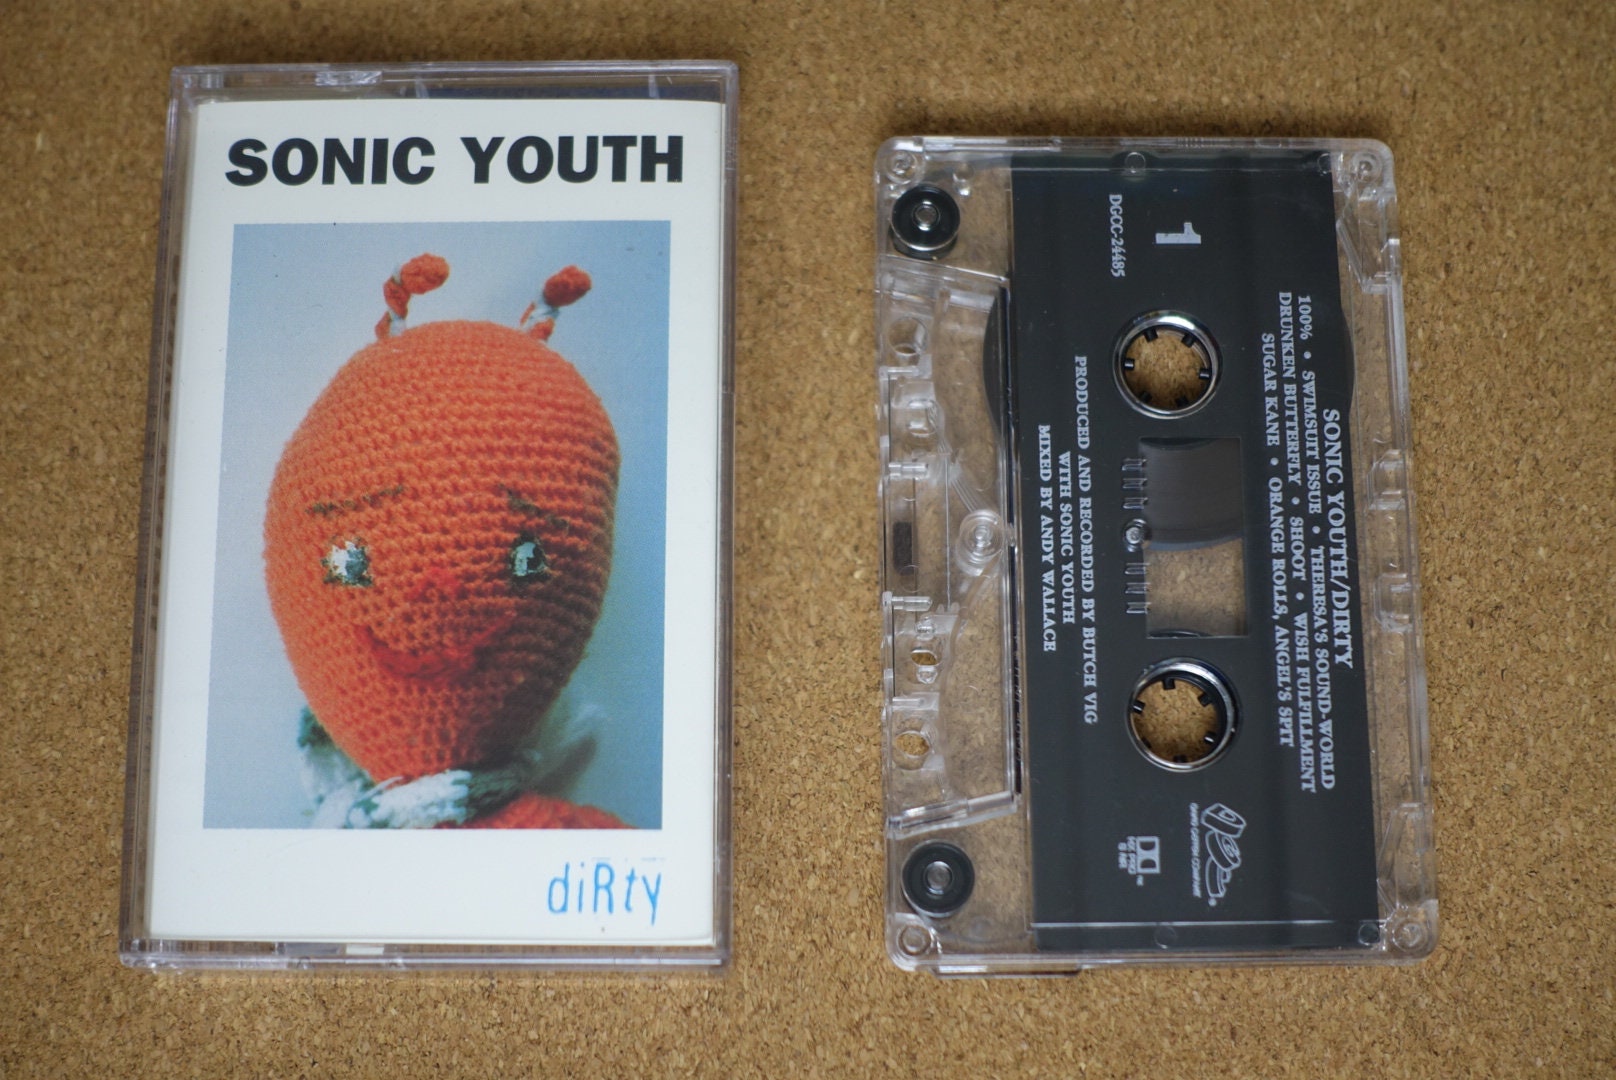 SONIC YOUTH
diRty
1
DGCC-24485
SONIC YOUTH/DIRTY
100% • SWIMSUIT ISSUE • THERESA'S SOUND-WORLD
DRUNKEN BUTTERFLY • SHOOT • WISH FULFILLMENT
SUGAR KANE • ORANGE ROLLS, ANGEL'S SPIT
PRODUCED AND RECORDED BY BUTCH VIG
WITH SONIC YOUTH
MIXED BY ANDY WALLACE